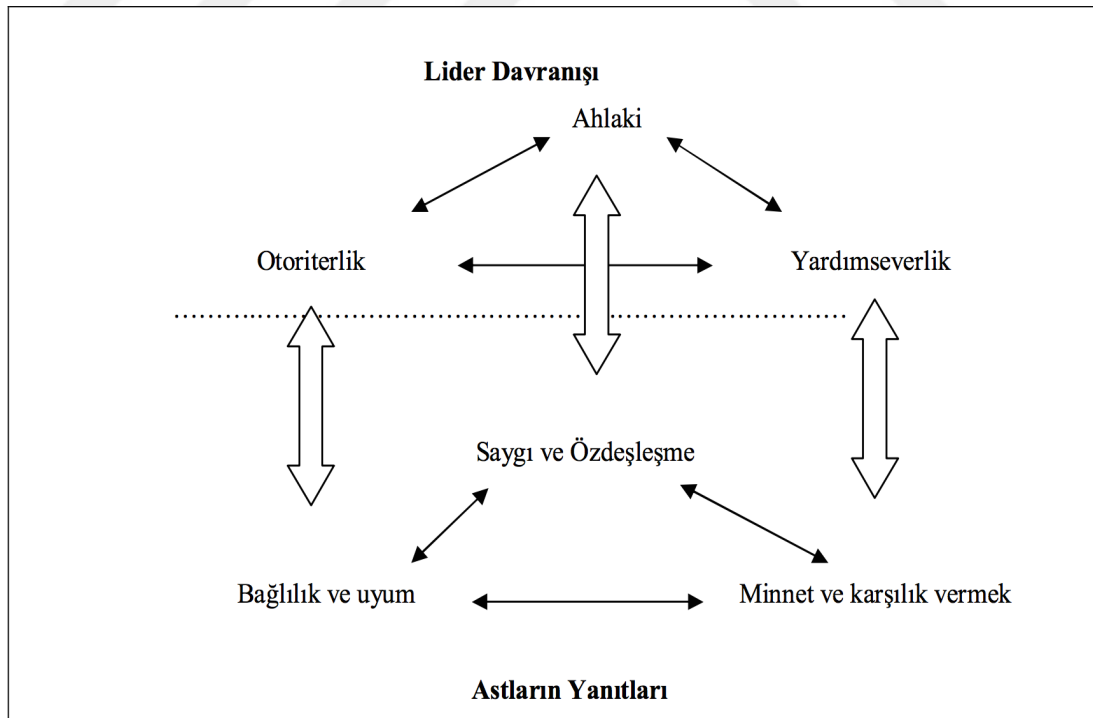 Lider Davranışı
Ahlaki
Otoriterlik
Yardımseverlik
Saygı ve Özdeşleşme
Bağlılık ve uyum
Minnet ve karşılık vermek
Astların Yanıtları